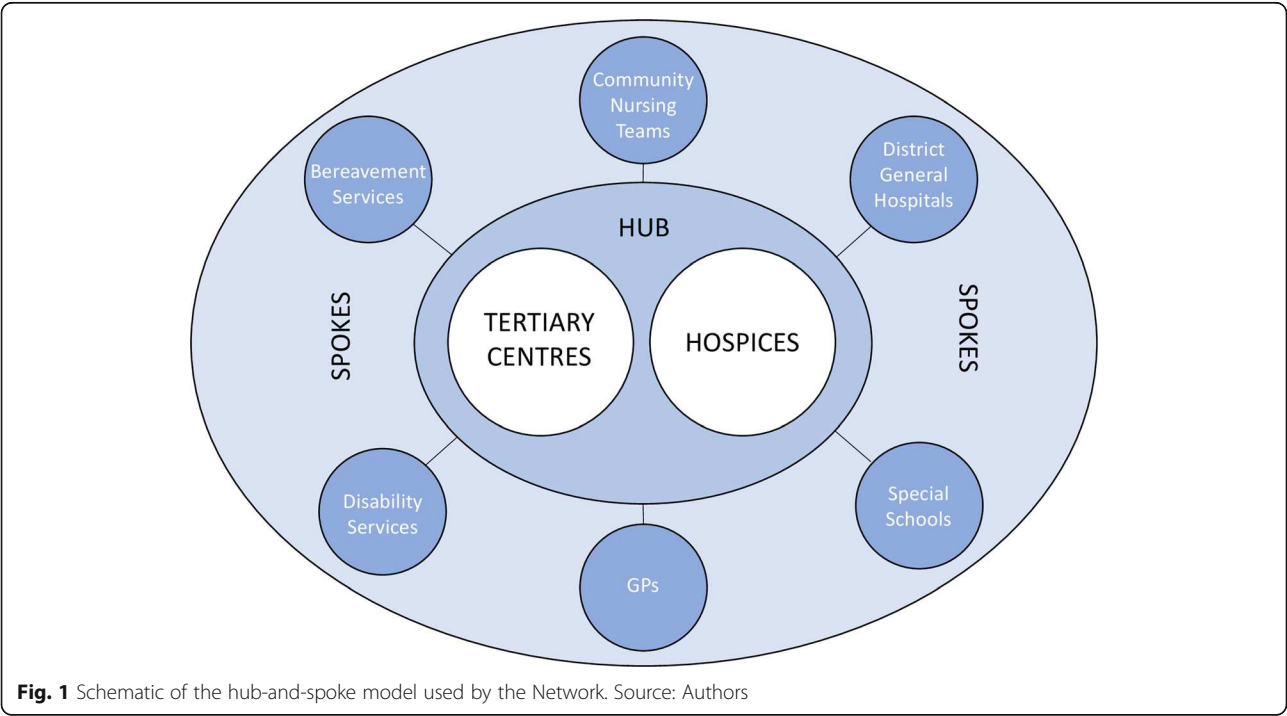 Community
Nursing
Teams
Bereavement
Services
District
General
Hospitals
HUB
SPOKES
TERTIARY
CENTRES
HOSPICES
SPOKES
Disability
Services
Special
Schools
GPs
Fig. 1 Schematic of the hub-and-spoke model used by the Network. Source: Authors